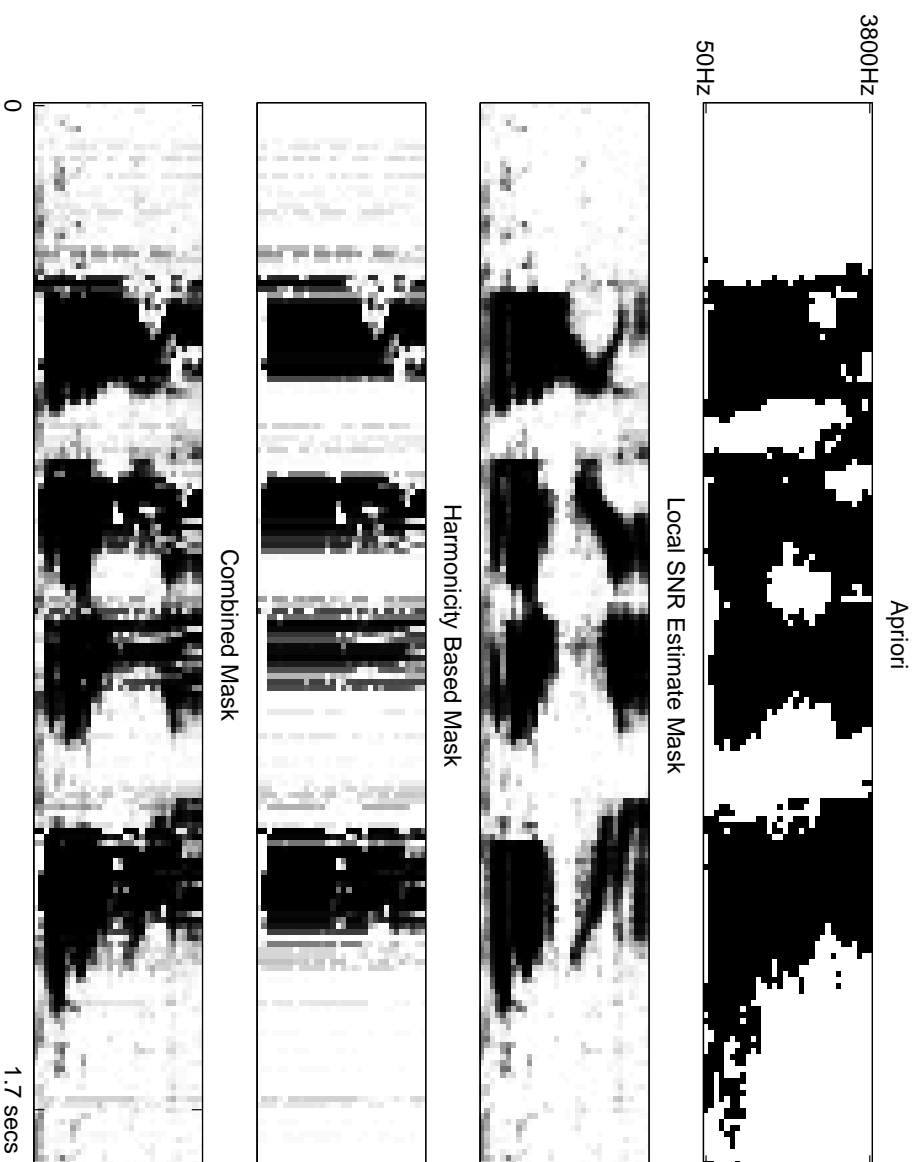 Apriori
3800Hz
50Hz
Local SNR Estimate Mask
Harmonicity Based Mask
Combined Mask
0
1.7 secs